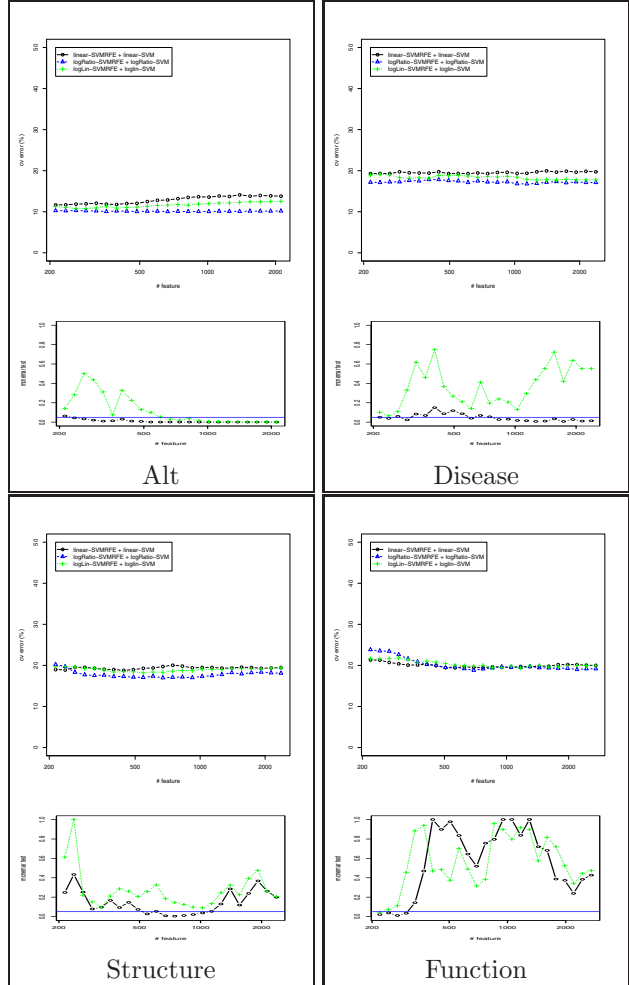 linear−SVMRFE + linear−SVM
logRatio−SVMRFE + logRatio−SVM
logLin−SVMRFE + loglin−SVM
cv error (%)
0 10 20 30 40 50
200 500 1000 2000
# feature
0.0 0.2 0.4 0.6 0.8 1.0
200 500 1000 2000
# feature
Alt
linear−SVMRFE + linear−SVM
logRatio−SVMRFE + logRatio−SVM
logLin−SVMRFE + loglin−SVM
cv error (%)
0 10 20 30 40 50
200 500 1000 2000
# feature
0.0 0.2 0.4 0.6 0.8 1.0
200 500 1000 2000
# feature
Disease
linear−SVMRFE + linear−SVM
logRatio−SVMRFE + logRatio−SVM
logLin−SVMRFE + loglin−SVM
cv error (%)
0 10 20 30 40 50
200 500 1000 2000
# feature
0.0 0.2 0.4 0.6 0.8 1.0
200 500 1000 2000
# feature
Structure
linear−SVMRFE + linear−SVM
logRatio−SVMRFE + logRatio−SVM
logLin−SVMRFE + loglin−SVM
cv error (%)
0 10 20 30 40 50
200 500 1000 2000
# feature
0.0 0.2 0.4 0.6 0.8 1.0
200 500 1000 2000
# feature
Function